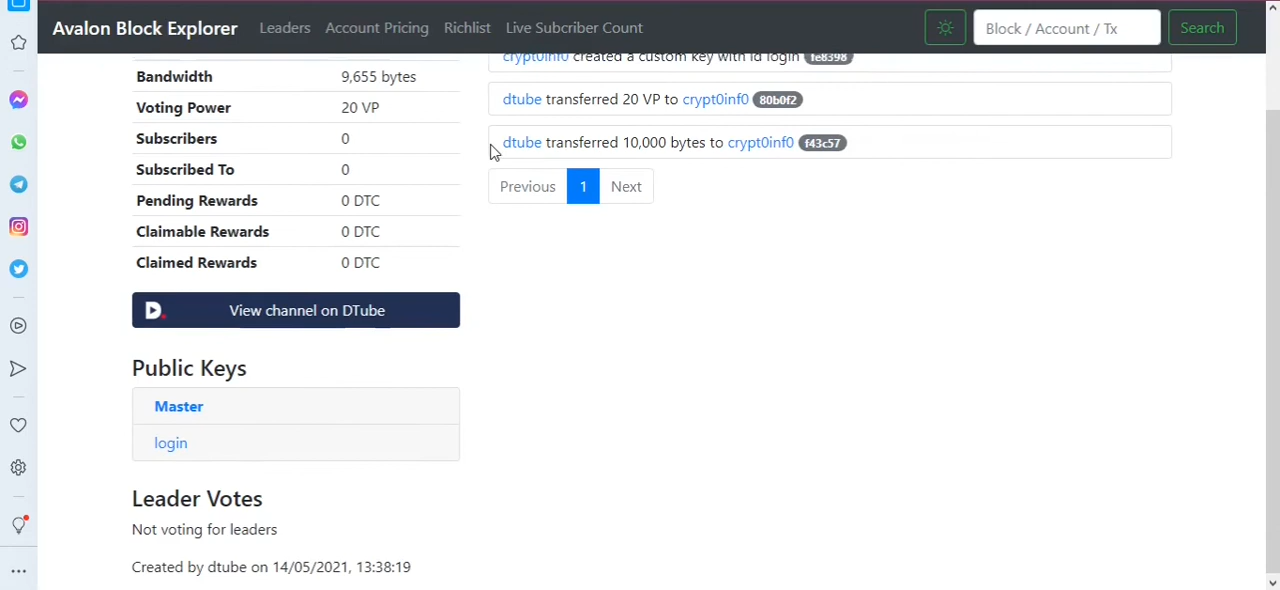 Avalon Block Explorer Leaders Account Pricing Richlist Live Subcriber Count Block / Account / Tx Search
crypt0inf0 created a custom key with id login fe8398
Bandwidth 9,655 bytes
Voting Power 20 VP
Subscribers 0
Subscribed To 0
Pending Rewards 0 DTC
Claimable Rewards 0 DTC
Claimed Rewards 0 DTC
View channel on DTube
Public Keys
Master
login
Leader Votes
Not voting for leaders
Created by dtube on 14/05/2021, 13:38:19
dtube transferred 20 VP to crypt0inf0 80b0f2
dtube transferred 10,000 bytes to crypt0inf0 f43c57
Previous 1 Next